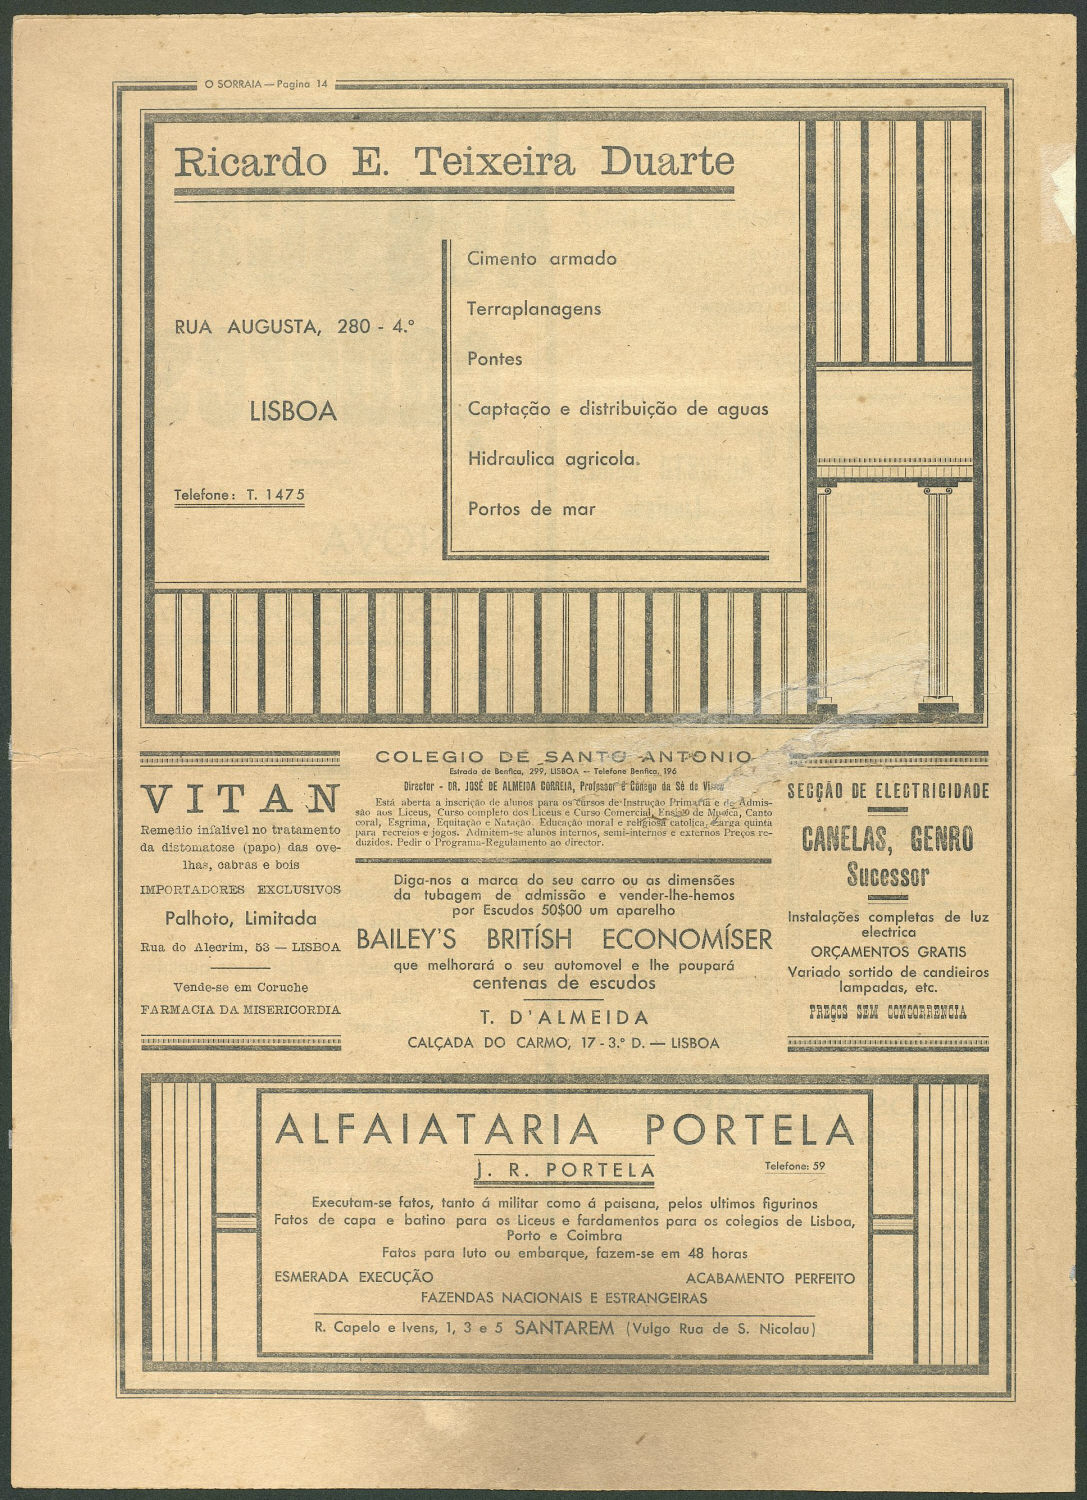 O SORRAIA — Pagina 14
Ricardo E. Teixeira Duarte
RUA AUGUSTA, 280 - 4.º
LISBOA
Telefone: T. 1475
Cimento armado
Terraplanagens
Pontes
Captação e distribuição de aguas
Hidraulica agricola.
Portos de mar
VITAN
Remedio infalivel no tratamento
da distomatose (papo) das ove-
lhas, cabras e bois
IMPORTADORES EXCLUSIVOS
Palhoto, Limitada
Rua do Alecrim, 53 — LISBOA
Vende-se em Coruche
FARMACIA DA MISERICORDIA
COLEGIO DE SANTO ANTONIO
Estrada de Benfica, 299, LISBOA -- Telefone Benfica, 196
Director - DR. JOSÉ DE ALMEIDA CORREIA, Professor e Cónego da Sé de
Está aberta a inscrição de alunos para os cursos de Instrução Primaria e de Admis-
são aos Liceus, Curso completo dos Liceus e Curso Comercial, Ensino de Musica, Canto
coral, Esgrima, Equitação e Natação. Educação moral e religiosa catolica. Larga quinta
para recreios e jogos. Admitem-se alunos internos, semi-internos e externos Preços re-
duzidos. Pedir o Programa-Regulamento ao director.
Diga-nos a marca do seu carro ou as dimensões
da tubagem de admissão e vender-lhe-hemos
por Escudos 50$00 um aparelho
BAILEY'S BRITÍSH ECONOMÍSER
que melhorará o seu automovel e lhe poupará
centenas de escudos
T. D'ALMEIDA
CALÇADA DO CARMO, 17 - 3.º D. — LISBOA
SECÇÃO DE ELECTRICIDADE
CANELAS, GENRO
Sucessor
Instalações completas de luz
electrica
ORÇAMENTOS GRATIS
Variado sortido de candieiros
lampadas, etc.
PREÇOS SEM CONCORRENCIA
ALFAIATARIA PORTELA
J. R. PORTELA
Telefone: 59
Executam-se fatos, tanto á militar como á paisana, pelos ultimos figurinos
Fatos de capa e batino para os Liceus e fardamentos para os colegios de Lisboa,
Porto e Coimbra
Fatos para luto ou embarque, fazem-se em 48 horas
ESMERADA EXECUÇÃO ACABAMENTO PERFEITO
FAZENDAS NACIONAIS E ESTRANGEIRAS
R. Capelo e Ivens, 1, 3 e 5 SANTAREM (Vulgo Rua de S. Nicolau)